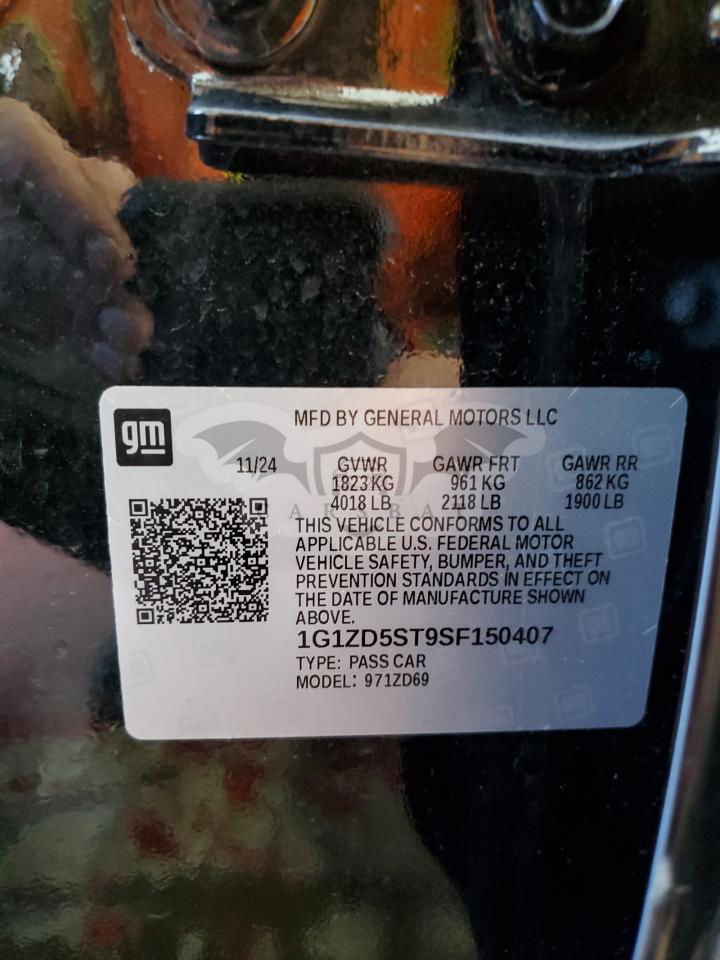 gm
MFD BY GENERAL MOTORS LLC
11/24 GVWR GAWR FRT GAWR RR
1823 KG 961 KG 862 KG
4018 LB 2118 LB 1900 LB
ARSBAT
THIS VEHICLE CONFORMS TO ALL
APPLICABLE U.S. FEDERAL MOTOR
VEHICLE SAFETY, BUMPER, AND THEFT
PREVENTION STANDARDS IN EFFECT ON
THE DATE OF MANUFACTURE SHOWN
ABOVE.
1G1ZD5ST9SF150407
TYPE: PASS CAR
MODEL: 971ZD69